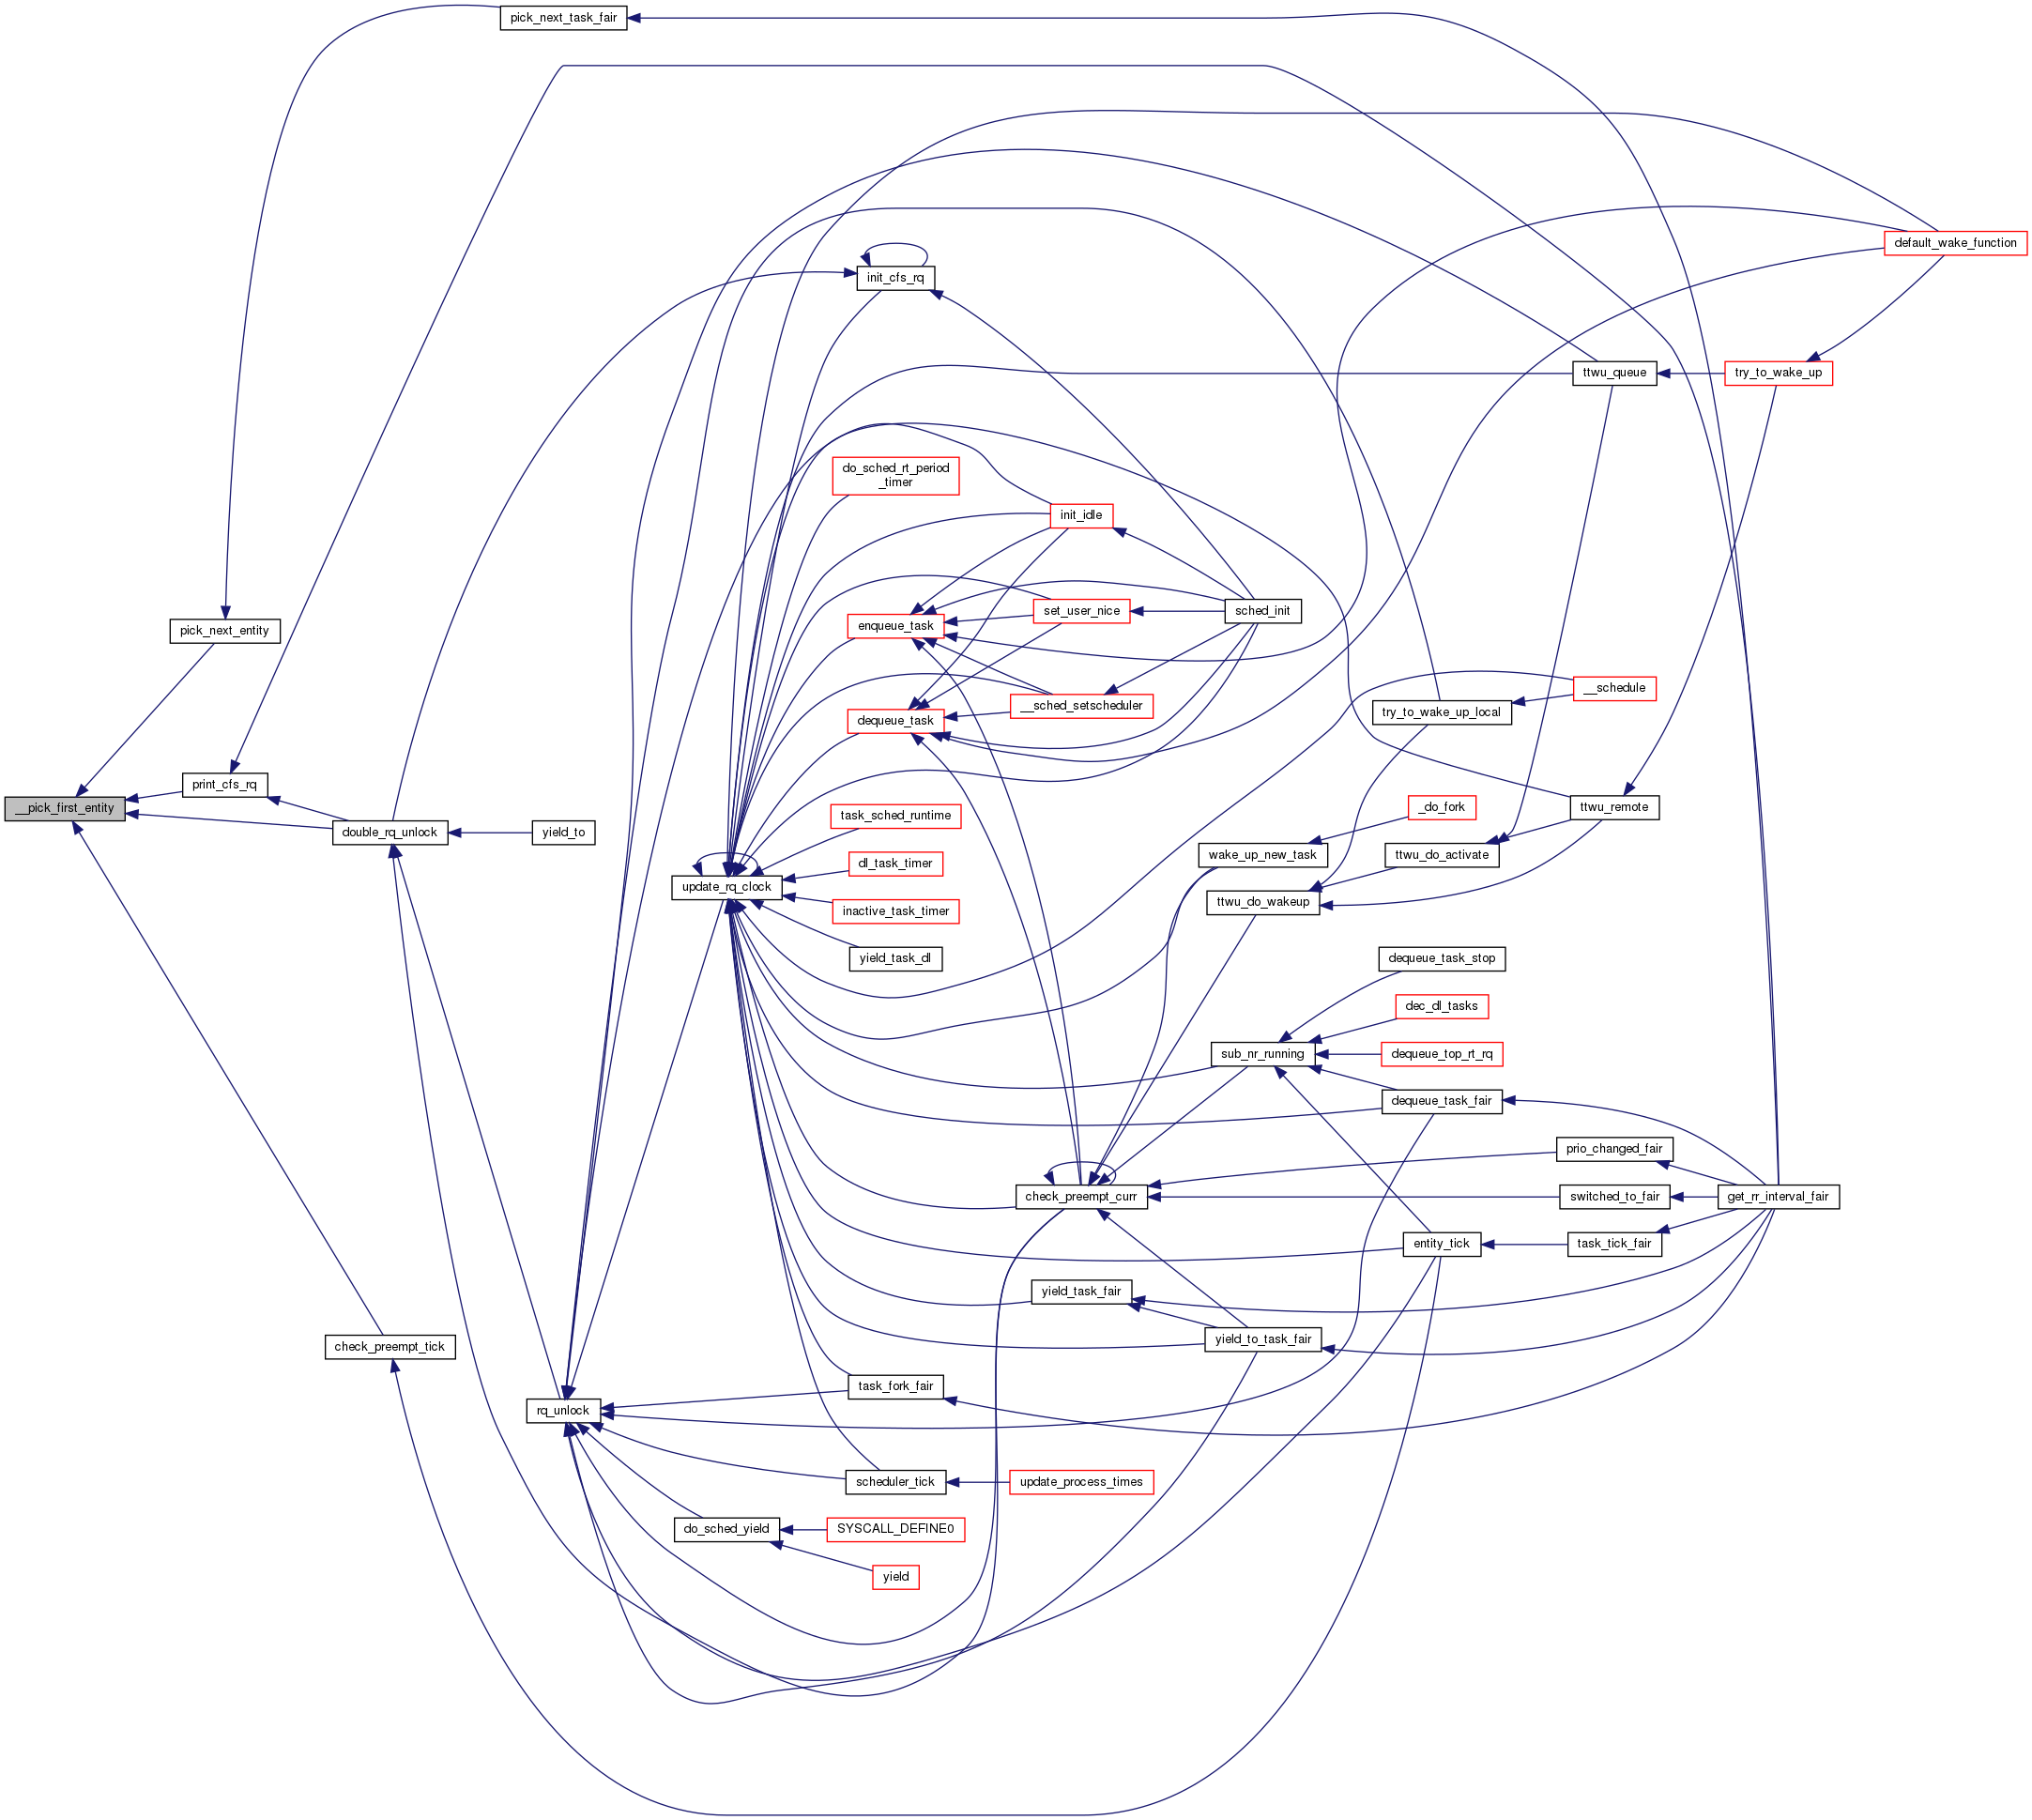 pick_next_task_fair
default_wake_function
init_cfs_rq
ttwu_queue
try_to_wake_up
do_sched_rt_period
_timer
init_idle
set_user_nice
sched_init
enqueue_task
pick_next_entity
__schedule
__sched_setscheduler
try_to_wake_up_local
dequeue_task
print_cfs_rq
__pick_first_entity
_do_fork
ttwu_remote
task_sched_runtime
double_rq_unlock
yield_to
wake_up_new_task
ttwu_do_activate
dl_task_timer
update_rq_clock
ttwu_do_wakeup
inactive_task_timer
yield_task_dl
dequeue_task_stop
dec_dl_tasks
sub_nr_running
dequeue_top_rt_rq
dequeue_task_fair
prio_changed_fair
check_preempt_curr
switched_to_fair
get_rr_interval_fair
entity_tick
task_tick_fair
yield_task_fair
yield_to_task_fair
check_preempt_tick
task_fork_fair
rq_unlock
scheduler_tick
update_process_times
do_sched_yield
SYSCALL_DEFINE0
yield